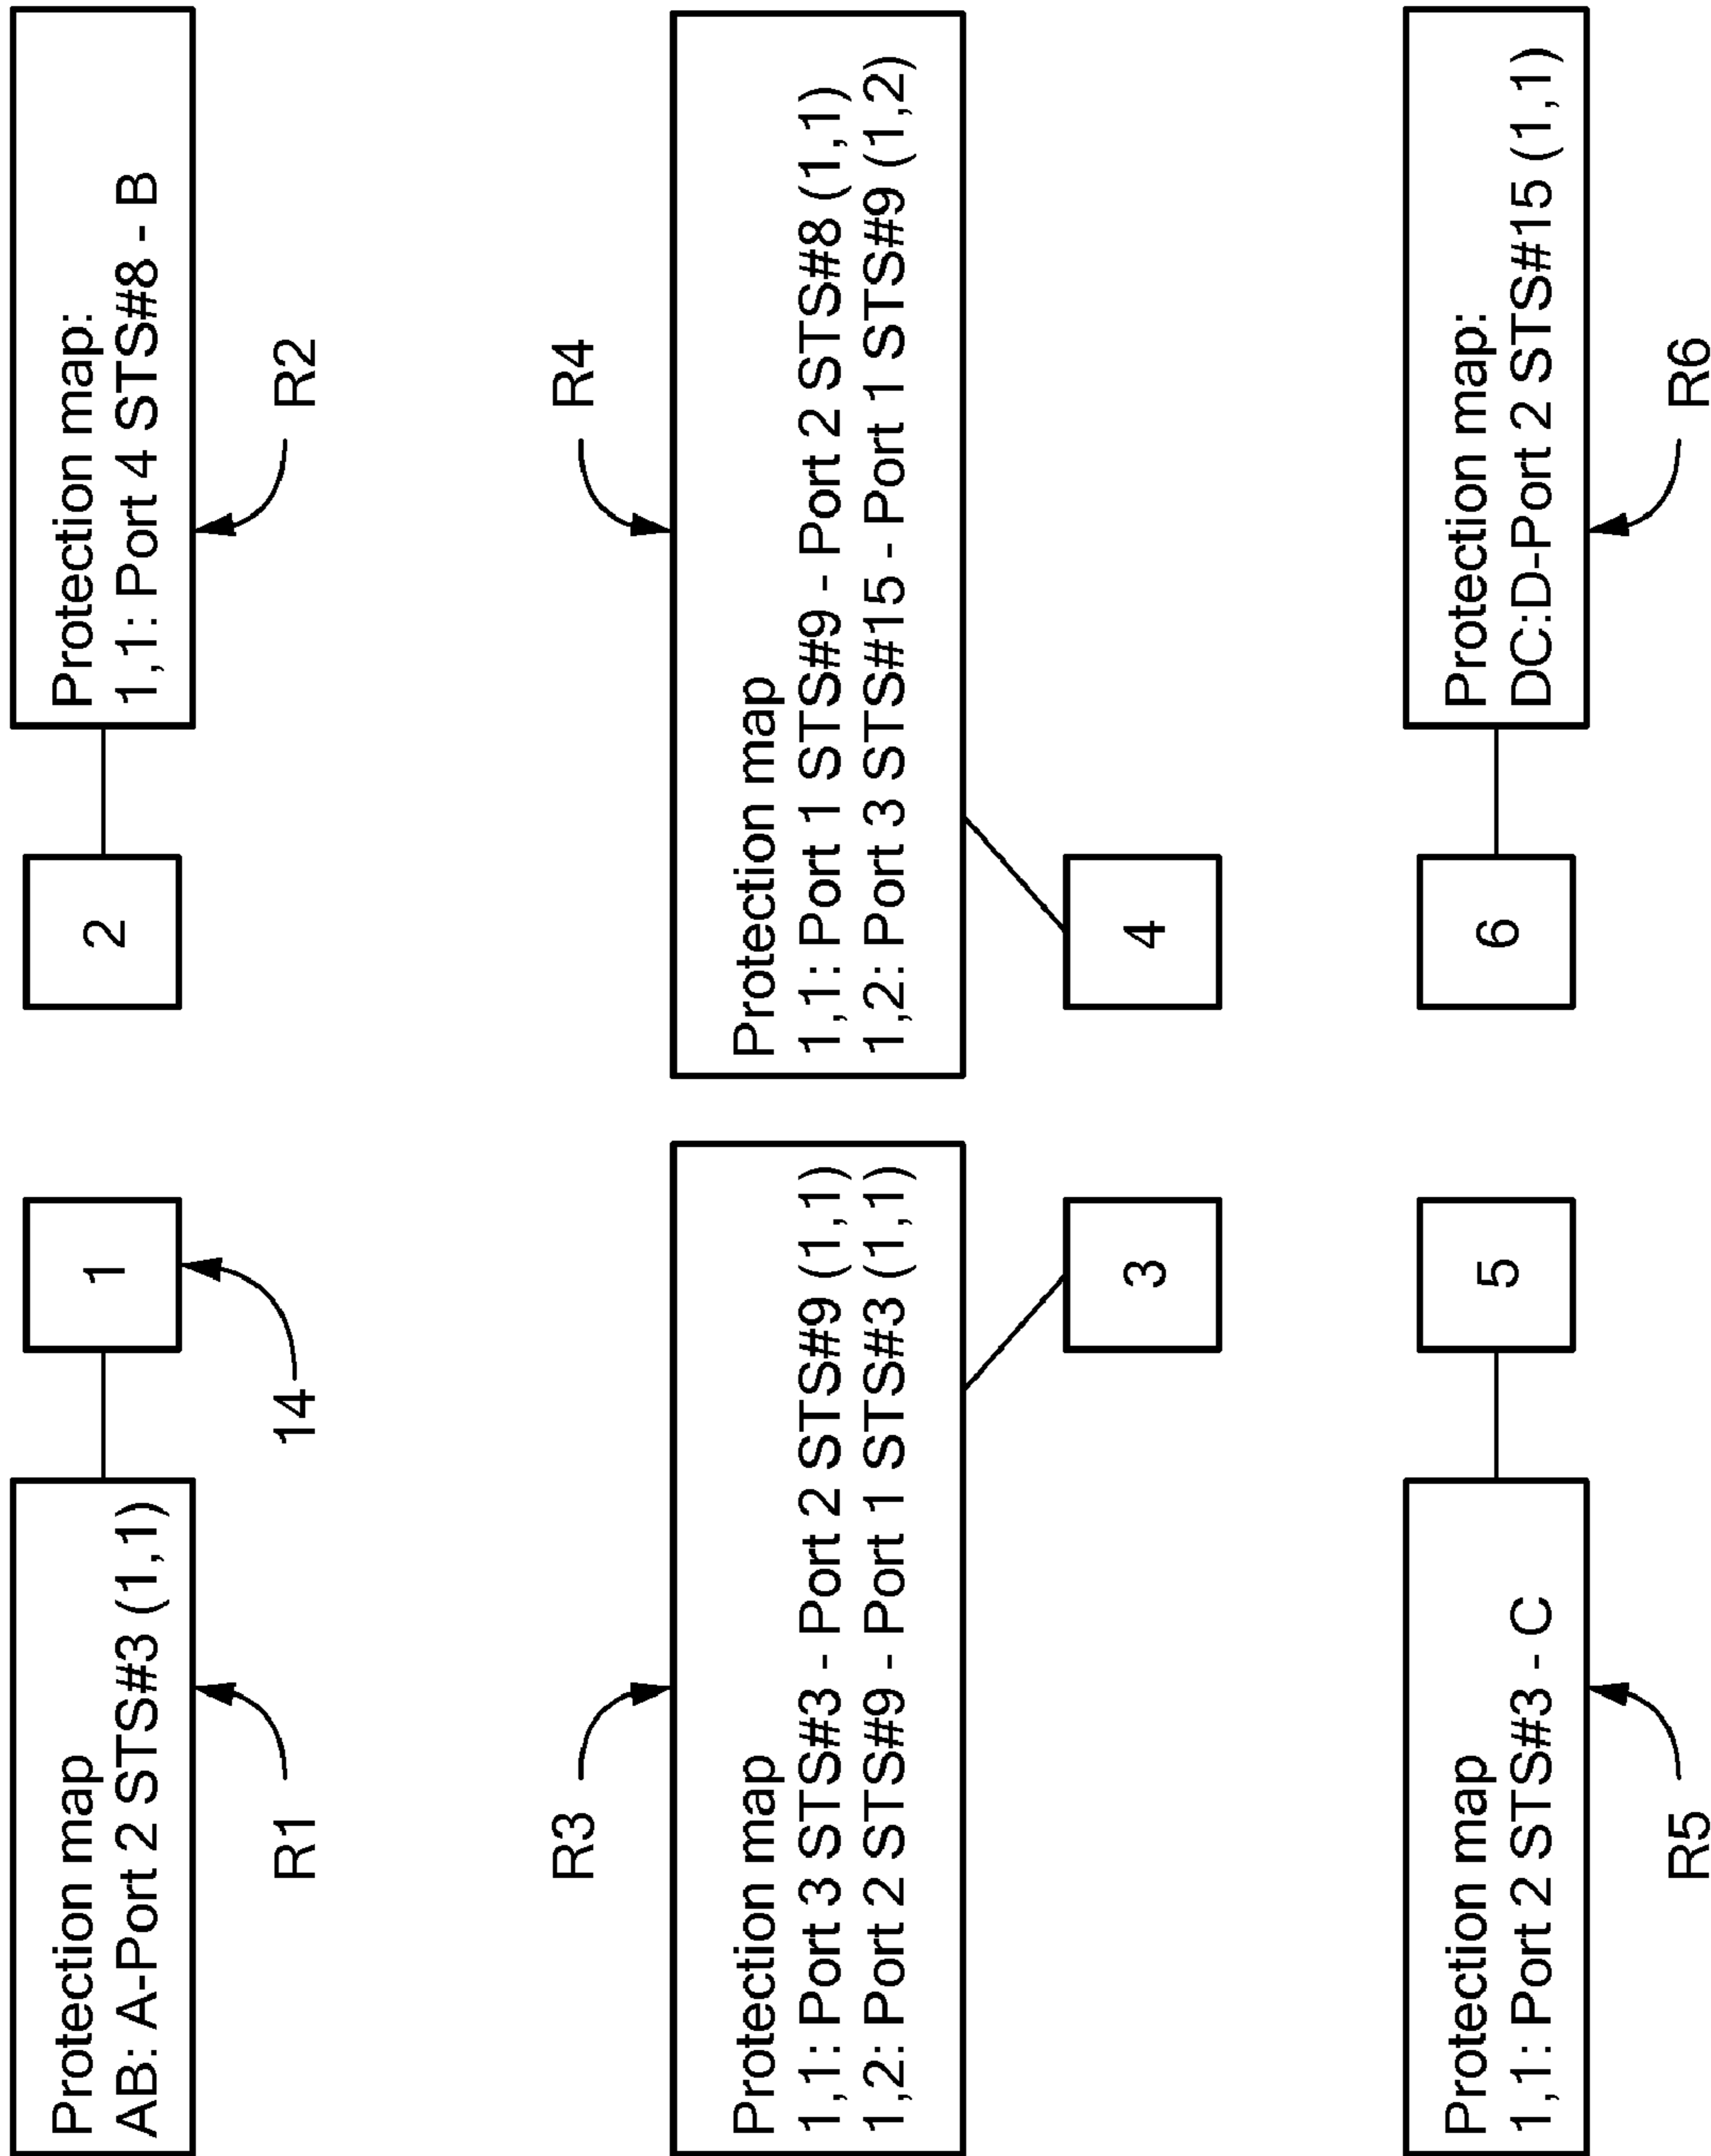 Protection map
AB: A-Port 2 STS#3 (1,1)
R1
1
14
2
Protection map:
1,1: Port 4 STS#8 - B
R2
R3
Protection map
1,1: Port 3 STS#3 - Port 2 STS#9 (1,1)
1,2: Port 2 STS#9 - Port 1 STS#3 (1,1)
3
R4
Protection map
1,1: Port 1 STS#9 - Port 2 STS#8 (1,1)
1,2: Port 3 STS#15 - Port 1 STS#9 (1,2)
4
Protection map
1,1: Port 2 STS#3 - C
R5
5
6
Protection map:
DC:D-Port 2 STS#15 (1,1)
R6